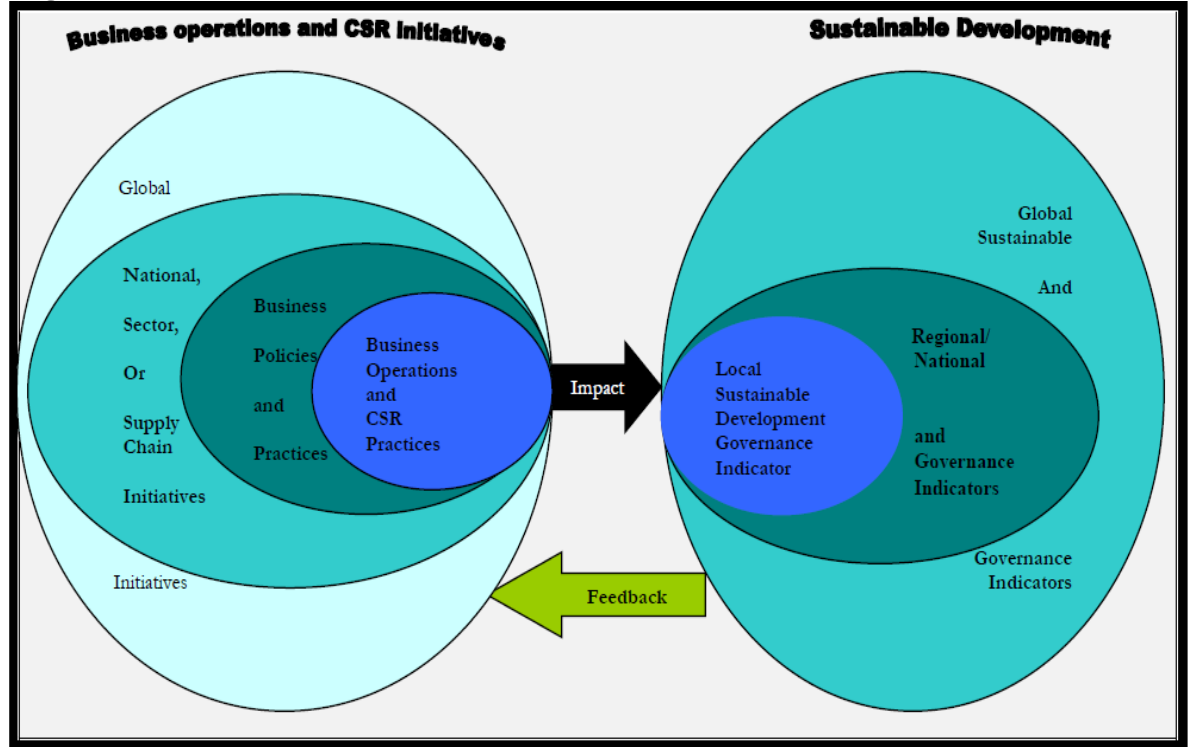 Business operations and CSR Initiatives
Sustainable Development
Global
Initiatives
National,
Sector,
Or
Supply
Chain
Initiatives
Business
Policies
and
Practices
Business
Operations
and
CSR
Practices
Impact
Feedback
Local
Sustainable
Development
Governance
Indicator
Regional/
National
and
Governance
Indicators
Global
Sustainable
And
Governance
Indicators